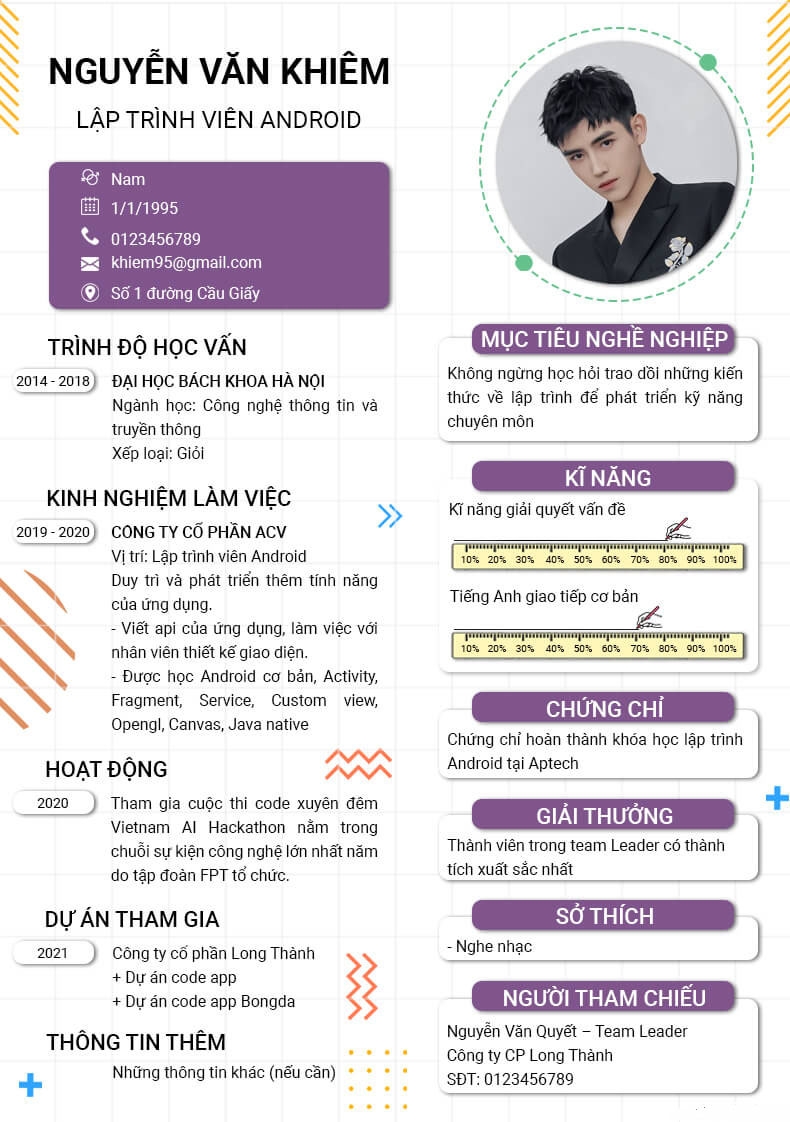 NGUYỄN VĂN KHIÊM
LẬP TRÌNH VIÊN ANDROID
Nam
1/1/1995
0123456789
khiem95@gmail.com
Số 1 đường Cầu Giấy
TRÌNH ĐỘ HỌC VẤN
2014 - 2018
ĐẠI HỌC BÁCH KHOA HÀ NỘI
Ngành học: Công nghệ thông tin và
truyền thông
Xếp loại: Giỏi
KINH NGHIỆM LÀM VIỆC
2019 - 2020
CÔNG TY CỔ PHẦN ACV
Vị trí: Lập trình viên Android
Duy trì và phát triển thêm tính năng
của ứng dụng.
- Viết api của ứng dụng, làm việc với
nhân viên thiết kế giao diện.
- Được học Android cơ bản, Activity,
Fragment, Service, Custom view,
Opengl, Canvas, Java native
HOẠT ĐỘNG
2020
Tham gia cuộc thi code xuyên đêm
Vietnam AI Hackathon nằm trong
chuỗi sự kiện công nghệ lớn nhất năm
do tập đoàn FPT tổ chức.
DỰ ÁN THAM GIA
2021
Công ty cổ phần Long Thành
+ Dự án code app
+ Dự án code app Bongda
THÔNG TIN THÊM
Những thông tin khác (nếu cần)
MỤC TIÊU NGHỀ NGHIỆP
Không ngừng học hỏi trao dồi những kiến
thức về lập trình để phát triển kỹ năng
chuyên môn
KĨ NĂNG
Kĩ năng giải quyết vấn đề
10% 20% 30% 40% 50% 60% 70% 80% 90% 100%
Tiếng Anh giao tiếp cơ bản
10% 20% 30% 40% 50% 60% 70% 80% 90% 100%
CHỨNG CHỈ
Chứng chỉ hoàn thành khóa học lập trình
Android tại Aptech
GIẢI THƯỞNG
Thành viên trong team Leader có thành
tích xuất sắc nhất
SỞ THÍCH
- Nghe nhạc
NGƯỜI THAM CHIẾU
Nguyễn Văn Quyết – Team Leader
Công ty CP Long Thành
SĐT: 0123456789